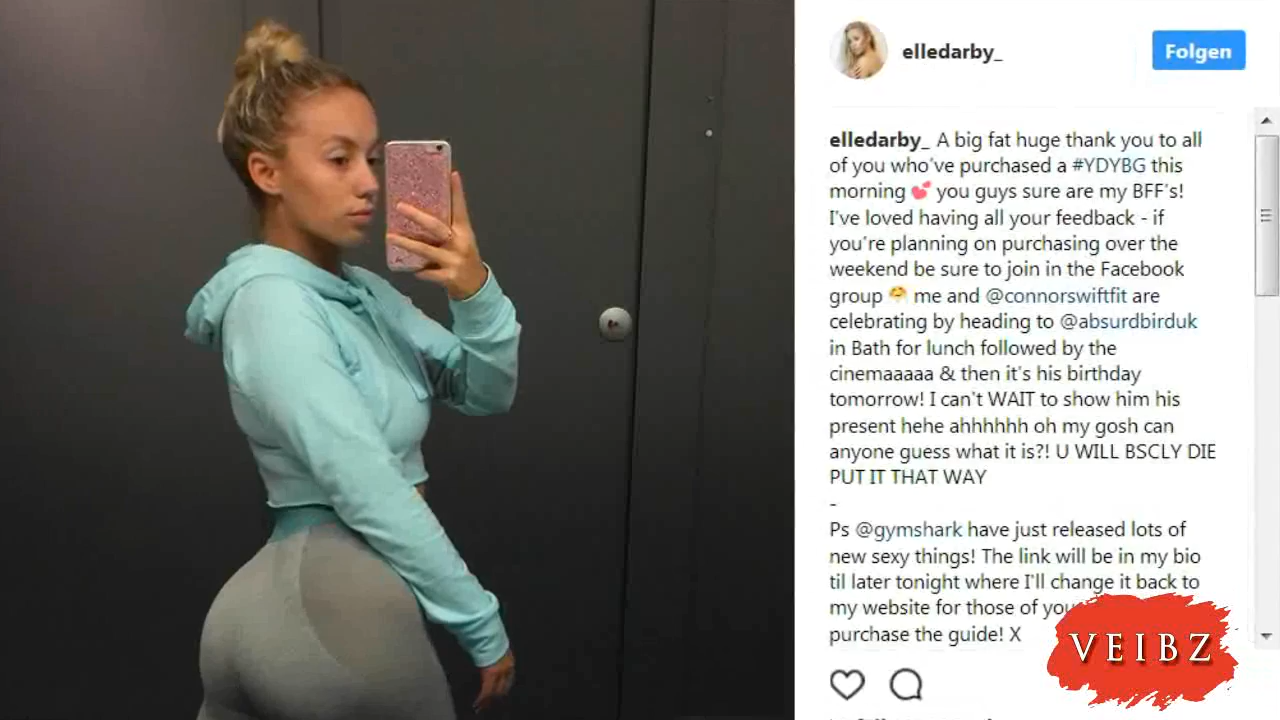 elledarby_
Folgen
elledarby_ A big fat huge thank you to all
of you who've purchased a #YDYBG this
morning 💕 you guys sure are my BFF's!
I've loved having all your feedback - if
you're planning on purchasing over the
weekend be sure to join in the Facebook
group 🤗 me and @connorswiftfit are
celebrating by heading to @absurdbirduk
in Bath for lunch followed by the
cinemaaaaa & then it's his birthday
tomorrow! I can't WAIT to show him his
present hehe ahhhhhh oh my gosh can
anyone guess what it is?! U WILL BSCLY DIE
PUT IT THAT WAY
-
Ps @gymshark have just released lots of
new sexy things! The link will be in my bio
til later tonight where I'll change it back to
my website for those of you
purchase the guide! X
VEIBZ